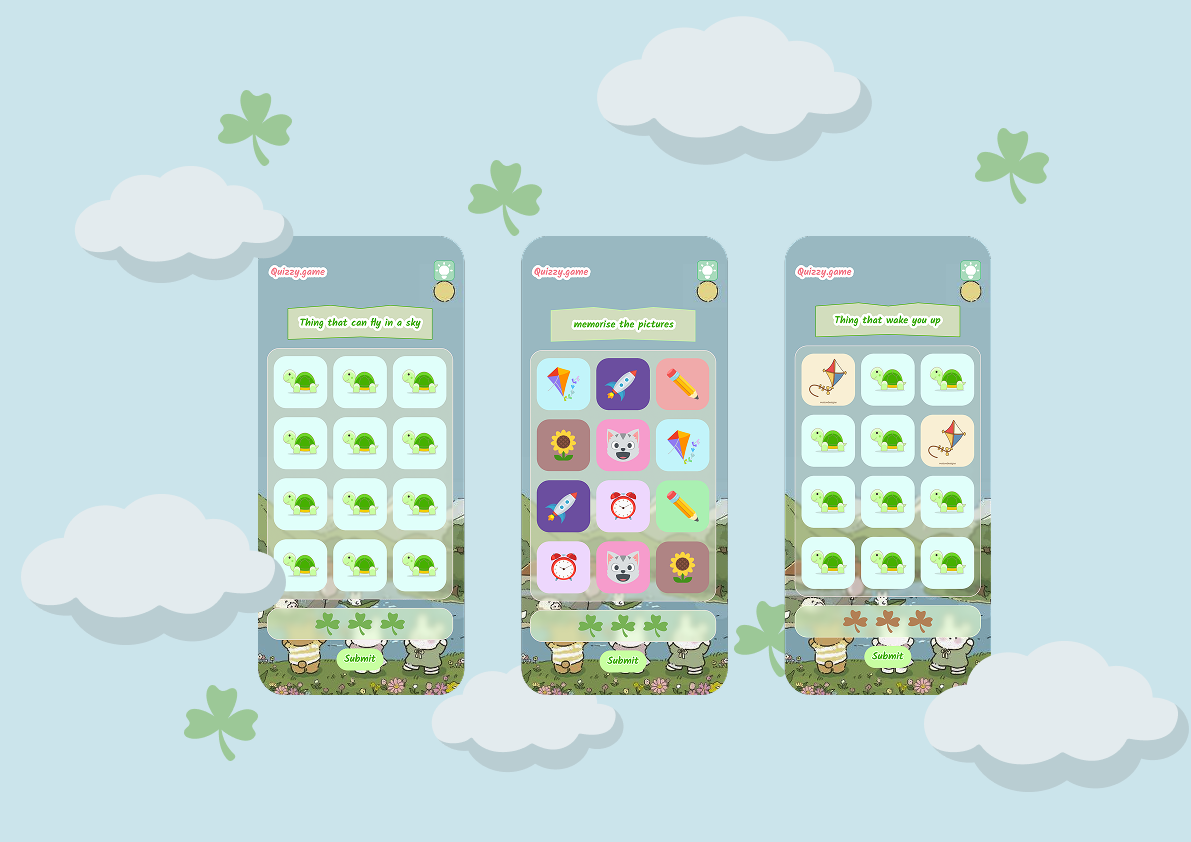 Quizzy.game
Thing that can fly in a sky
Submit
Quizzy.game
memorise the pictures
Submit
Quizzy.game
Thing that wake you up
Submit